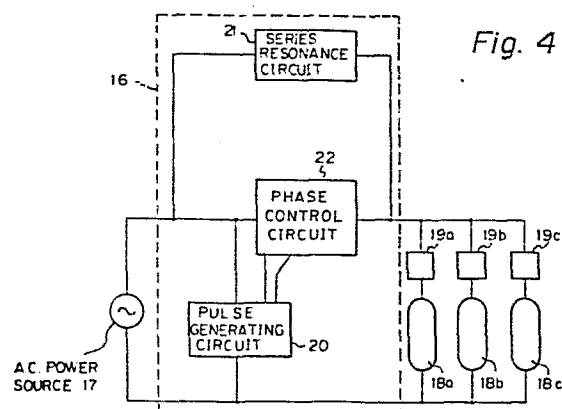 Fig. 4
21
SERIES
RESONANCE
CIRCUIT
16
22
PHASE
CONTROL
CIRCUIT
19a
19b
19c
PULSE
GENERATING
CIRCUIT
20
A.C. POWER
SOURCE 17
18a
18b
18c